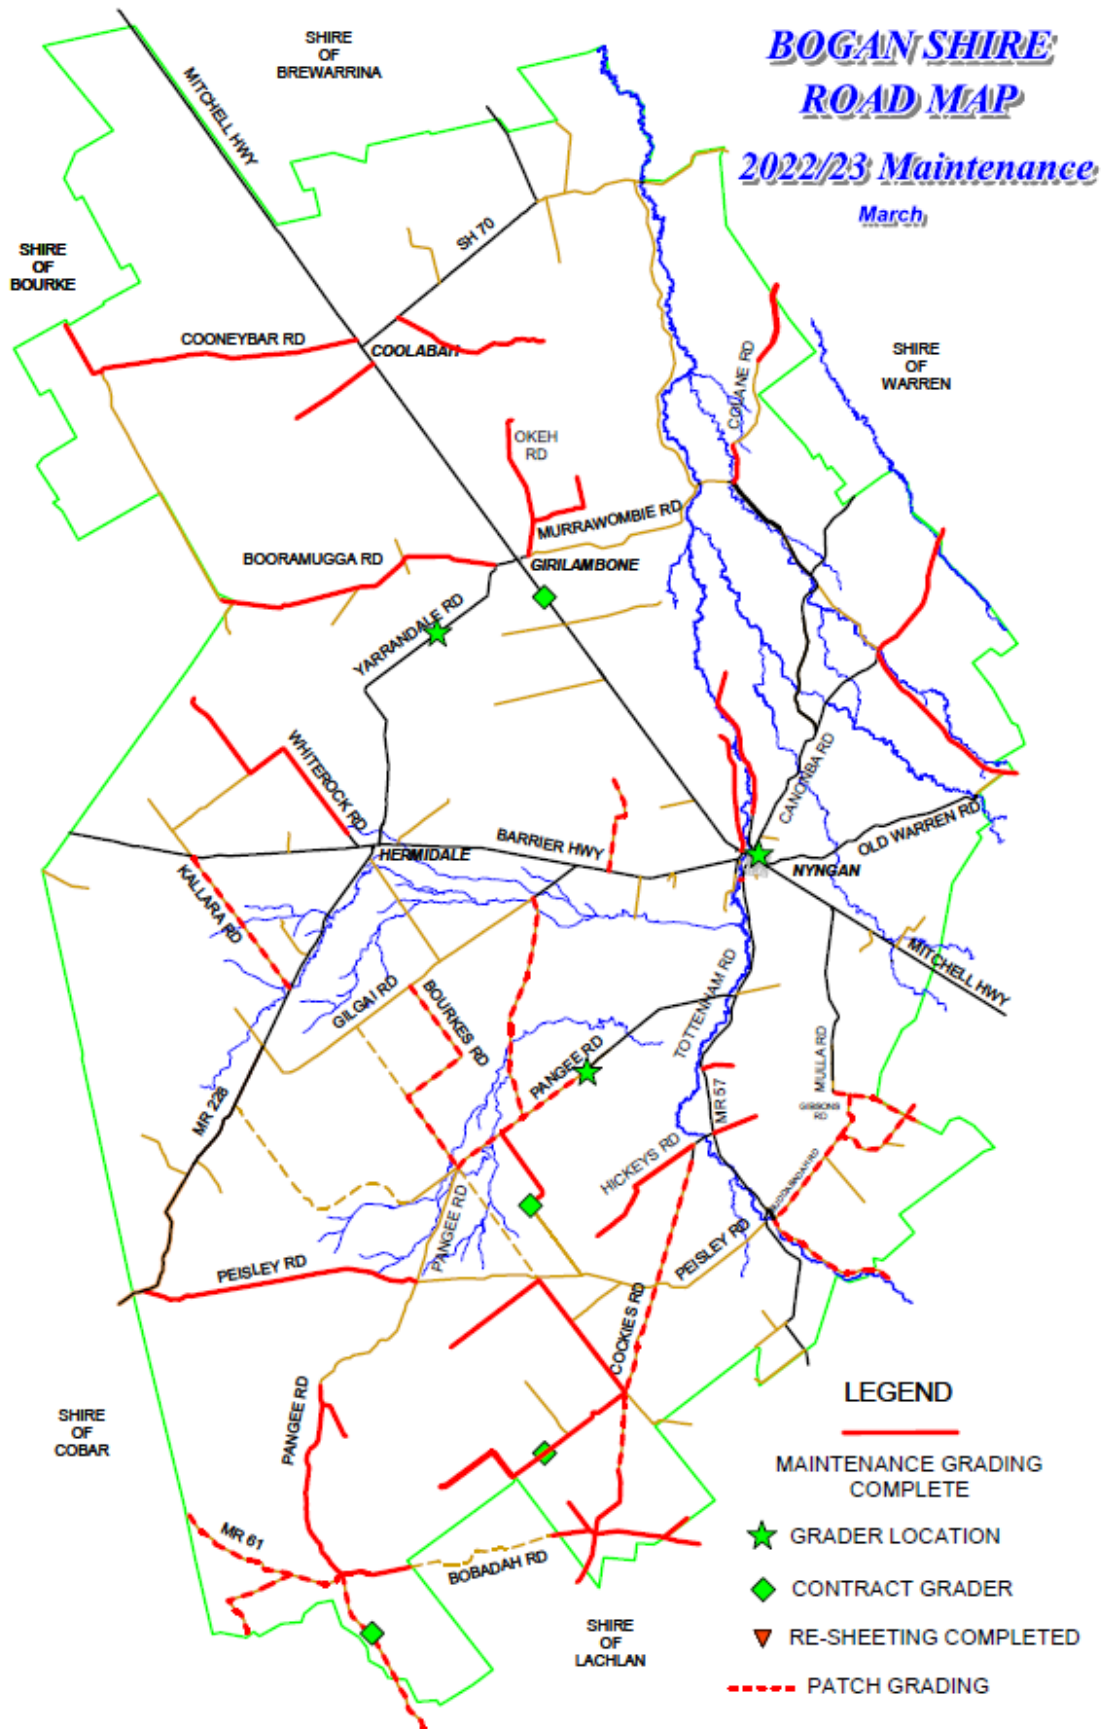 BOGAN SHIRE
ROAD MAP
2022/23 Maintenance
March
SHIRE
OF
BREWARRINA
MITCHELL HWY
SH 70
SHIRE
OF
BOURKE
COONEYBAR RD
COOLABAH
SHIRE
OF
WARREN
COLANE RD
OKEH
RD
MURRAWOMBIE RD
BOORAMUGGA RD
GIRILAMBONE
YARRANDALE RD
WHITEROCK RD
CANONBA RD
OLD WARREN RD
BARRIER HWY
HERMIDALE
NYNGAN
KALLARA RD
MITCHELL HWY
GILGAI RD
BOURKES RD
TOTTENHAM RD
PANGEE RD
MULLA RD
MR 228
MR 57
GIBSONS
RD
HICKEYS RD
BUDDABADAH RD
PANGEE RD
PEISLEY RD
PEISLEY RD
COCKIES RD
PANGEE RD
SHIRE
OF
COBAR
MR 61
BOBADAH RD
SHIRE
OF
LACHLAN
LEGEND
MAINTENANCE GRADING
COMPLETE
GRADER LOCATION
CONTRACT GRADER
RE-SHEETING COMPLETED
PATCH GRADING